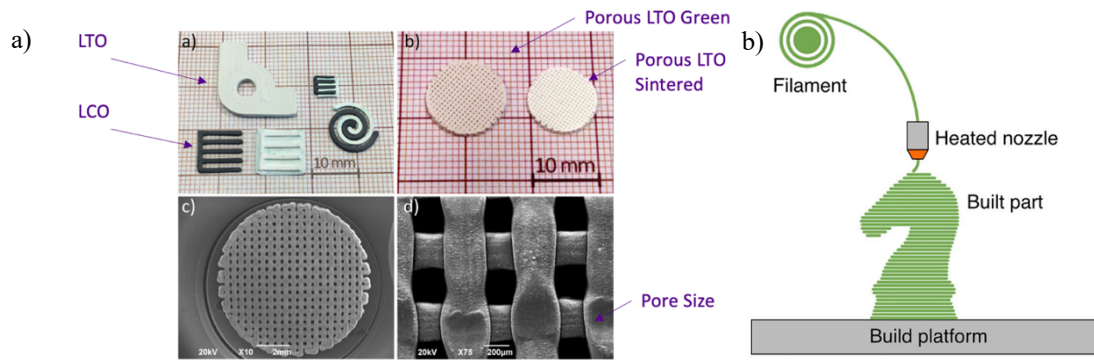 a)
LTO
LCO
a)
10 mm
b)
10 mm
Porous LTO Green
Porous LTO
Sintered
c)
20kV X10 2mm
d)
20kV X75 200µm
Pore Size
b)
Filament
Heated nozzle
Built part
Build platform